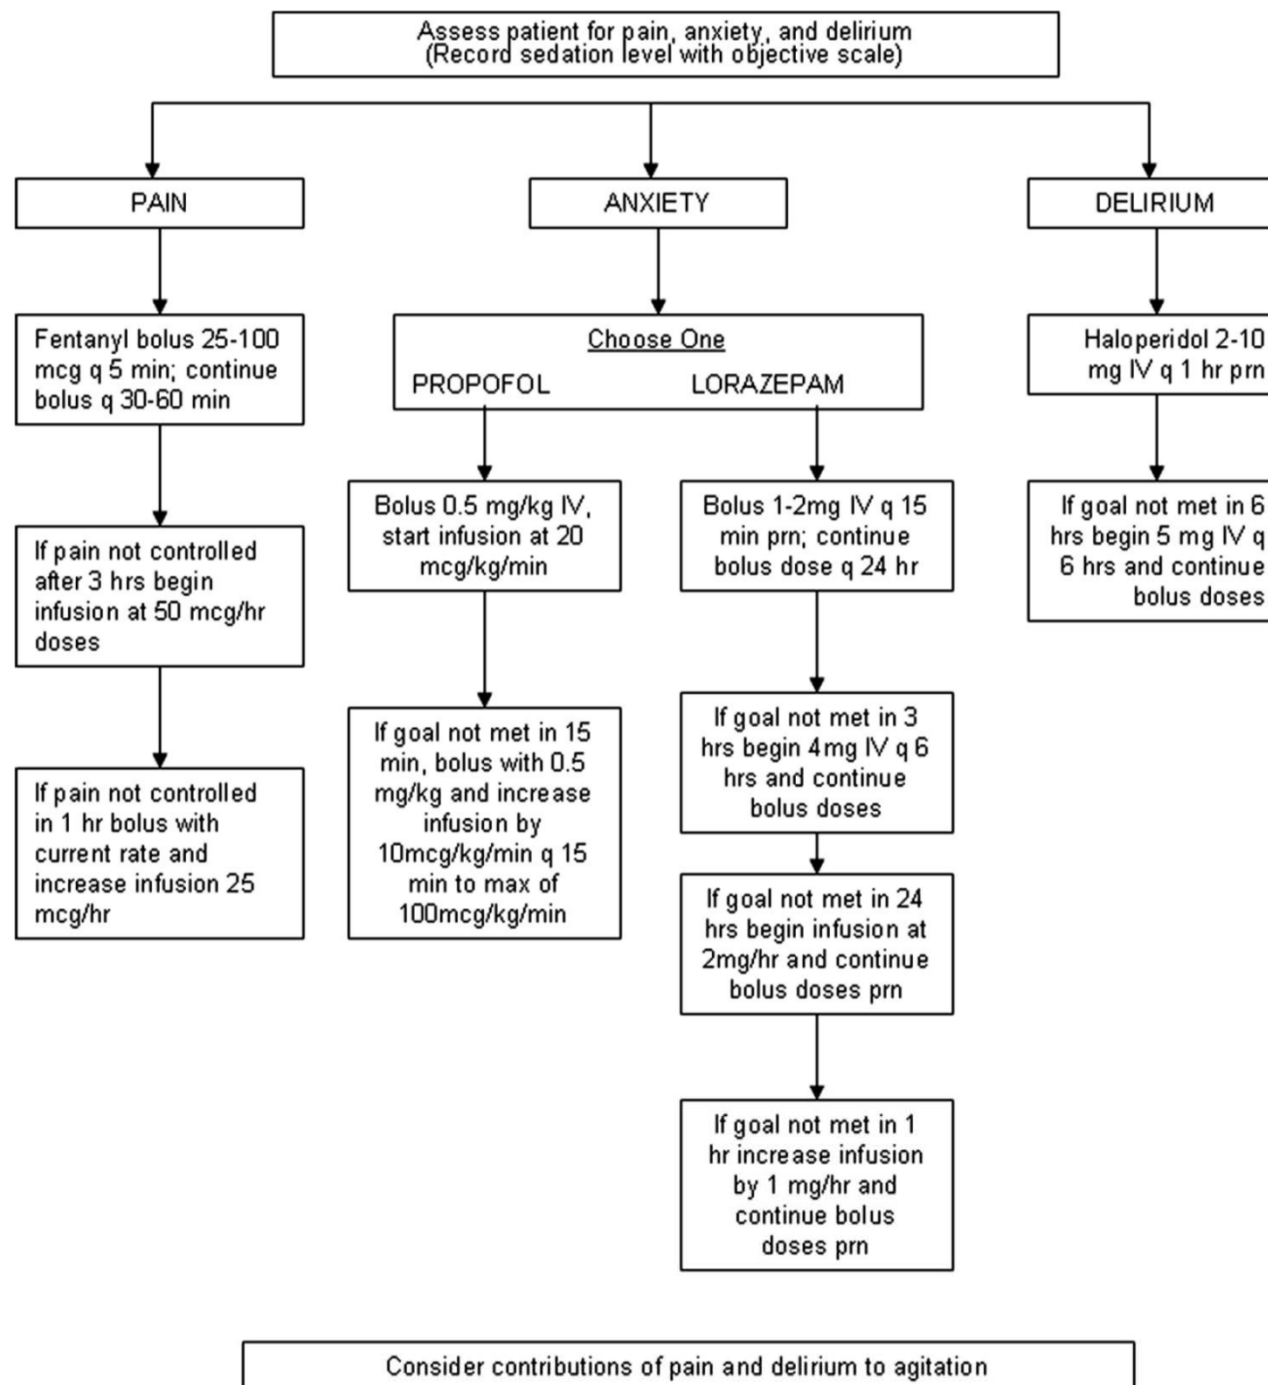 Assess patient for pain, anxiety, and delirium
(Record sedation level with objective scale)
PAIN
ANXIETY
DELIRIUM
Fentanyl bolus 25-100
mcg q 5 min; continue
bolus q 30-60 min
Choose One
PROPOFOL
LORAZEPAM
Haloperidol 2-10
mg IV q 1 hr prn
If pain not controlled
after 3 hrs begin
infusion at 50 mcg/hr
doses
Bolus 0.5 mg/kg IV,
start infusion at 20
mcg/kg/min
Bolus 1-2mg IV q 15
min prn; continue
bolus dose q 24 hr
If goal not met in 6
hrs begin 5 mg IV q
6 hrs and continue
bolus doses
If pain not controlled
in 1 hr bolus with
current rate and
increase infusion 25
mcg/hr
If goal not met in 15
min, bolus with 0.5
mg/kg and increase
infusion by
10mcg/kg/min q 15
min to max of
100mcg/kg/min
If goal not met in 3
hrs begin 4mg IV q 6
hrs and continue
bolus doses
If goal not met in 24
hrs begin infusion at
2mg/hr and continue
bolus doses prn
If goal not met in 1
hr increase infusion
by 1 mg/hr and
continue bolus
doses prn
Consider contributions of pain and delirium to agitation